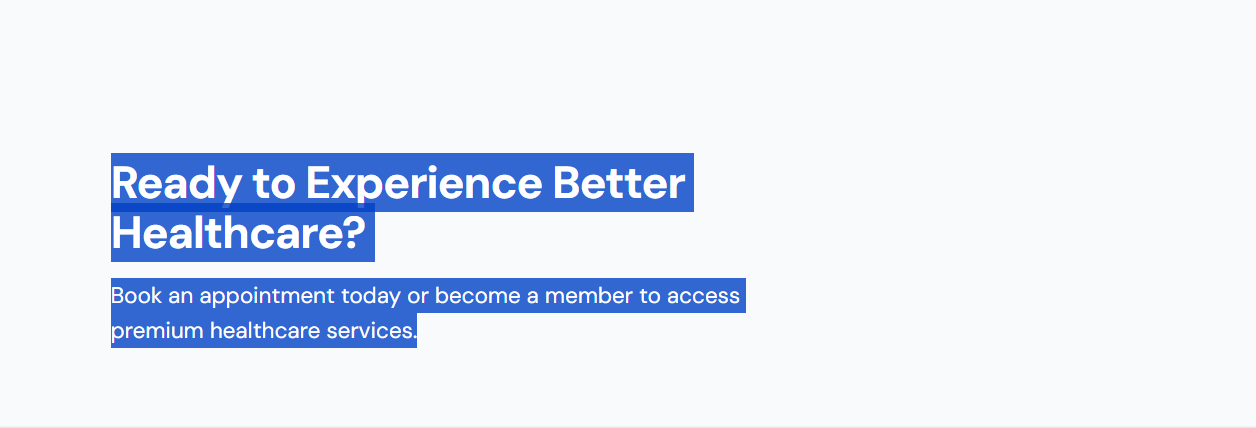 Ready to Experience Better
Healthcare?
Book an appointment today or become a member to access
premium healthcare services.